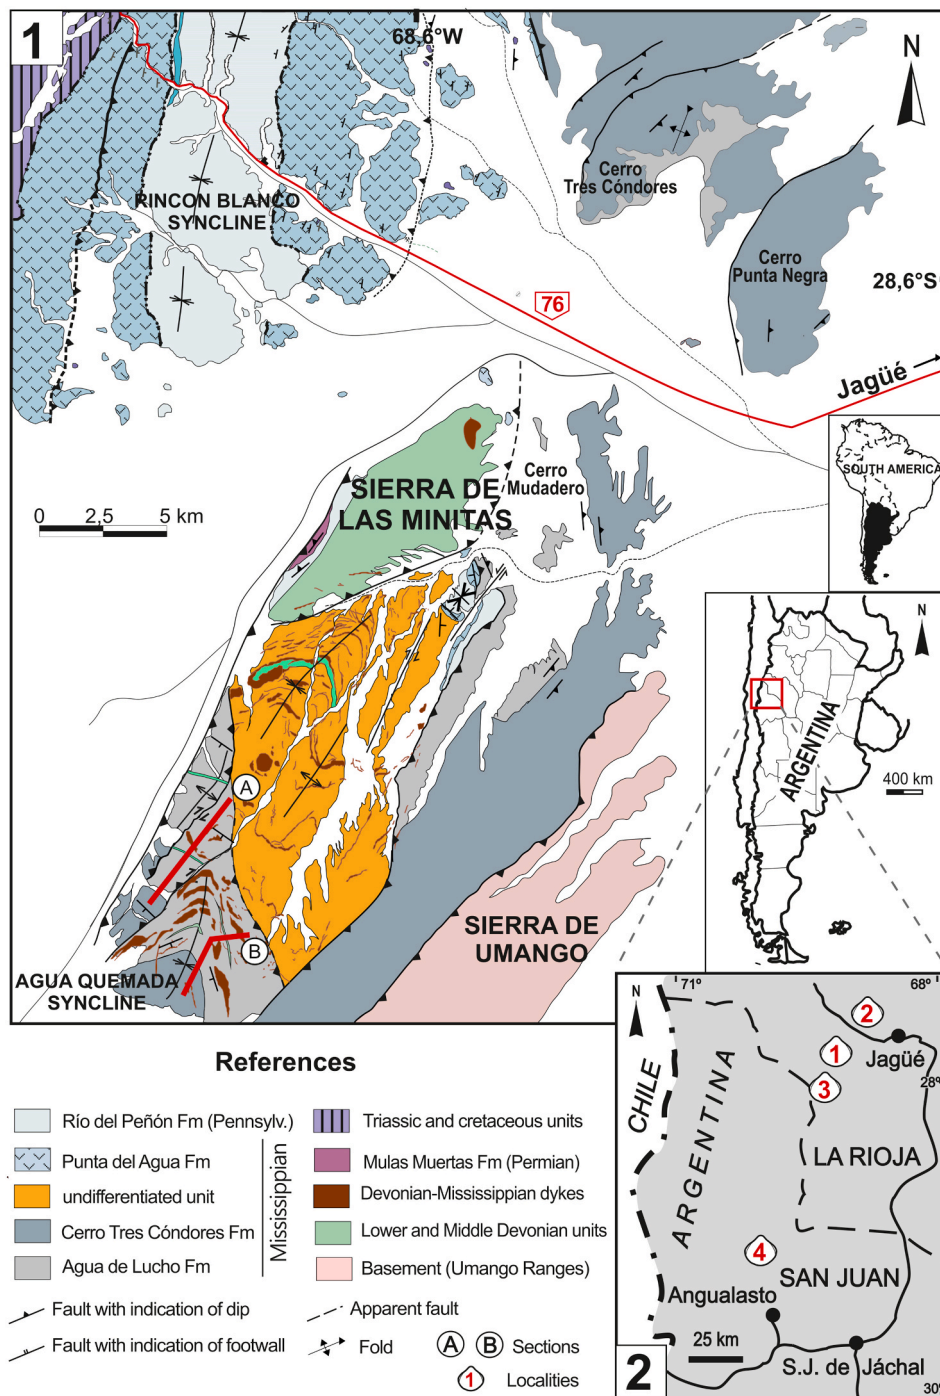 1
68.6°W
N
Cerro
Tres Cóndores
RINCON BLANCO
SYNCLINE
Cerro
Punta Negra
28,6°S
76
Jagüé
SOUTH AMERICA
Cerro
Mudadero
SIERRA DE
LAS MINITAS
0 2,5 5 km
N
ARGENTINA
400 km
A
B
SIERRA DE
UMANGO
AGUA QUEMADA
SYNCLINE
71°
68º
N
2
Jagüé
1
28º
3
CHILE
ARGENTINA
LA RIOJA
4
SAN JUAN
Angualasto
25 km
S.J. de Jáchal
30º
2
References
Río del Peñón Fm (Pennsylv.)
Punta del Agua Fm
undifferentiated unit
Cerro Tres Cóndores Fm
Agua de Lucho Fm
Mississippian
Triassic and cretaceous units
Mulas Muertas Fm (Permian)
Devonian-Mississippian dykes
Lower and Middle Devonian units
Basement (Umango Ranges)
Fault with indication of dip
Apparent fault
Fault with indication of footwall
Fold
A B Sections
1 Localities